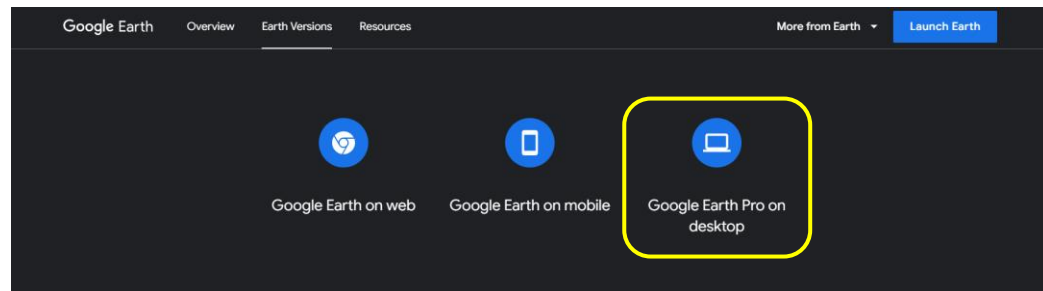 Google Earth
Overview
Earth Versions
Resources
More from Earth
Launch Earth
Google Earth on web
Google Earth on mobile
Google Earth Pro on
desktop